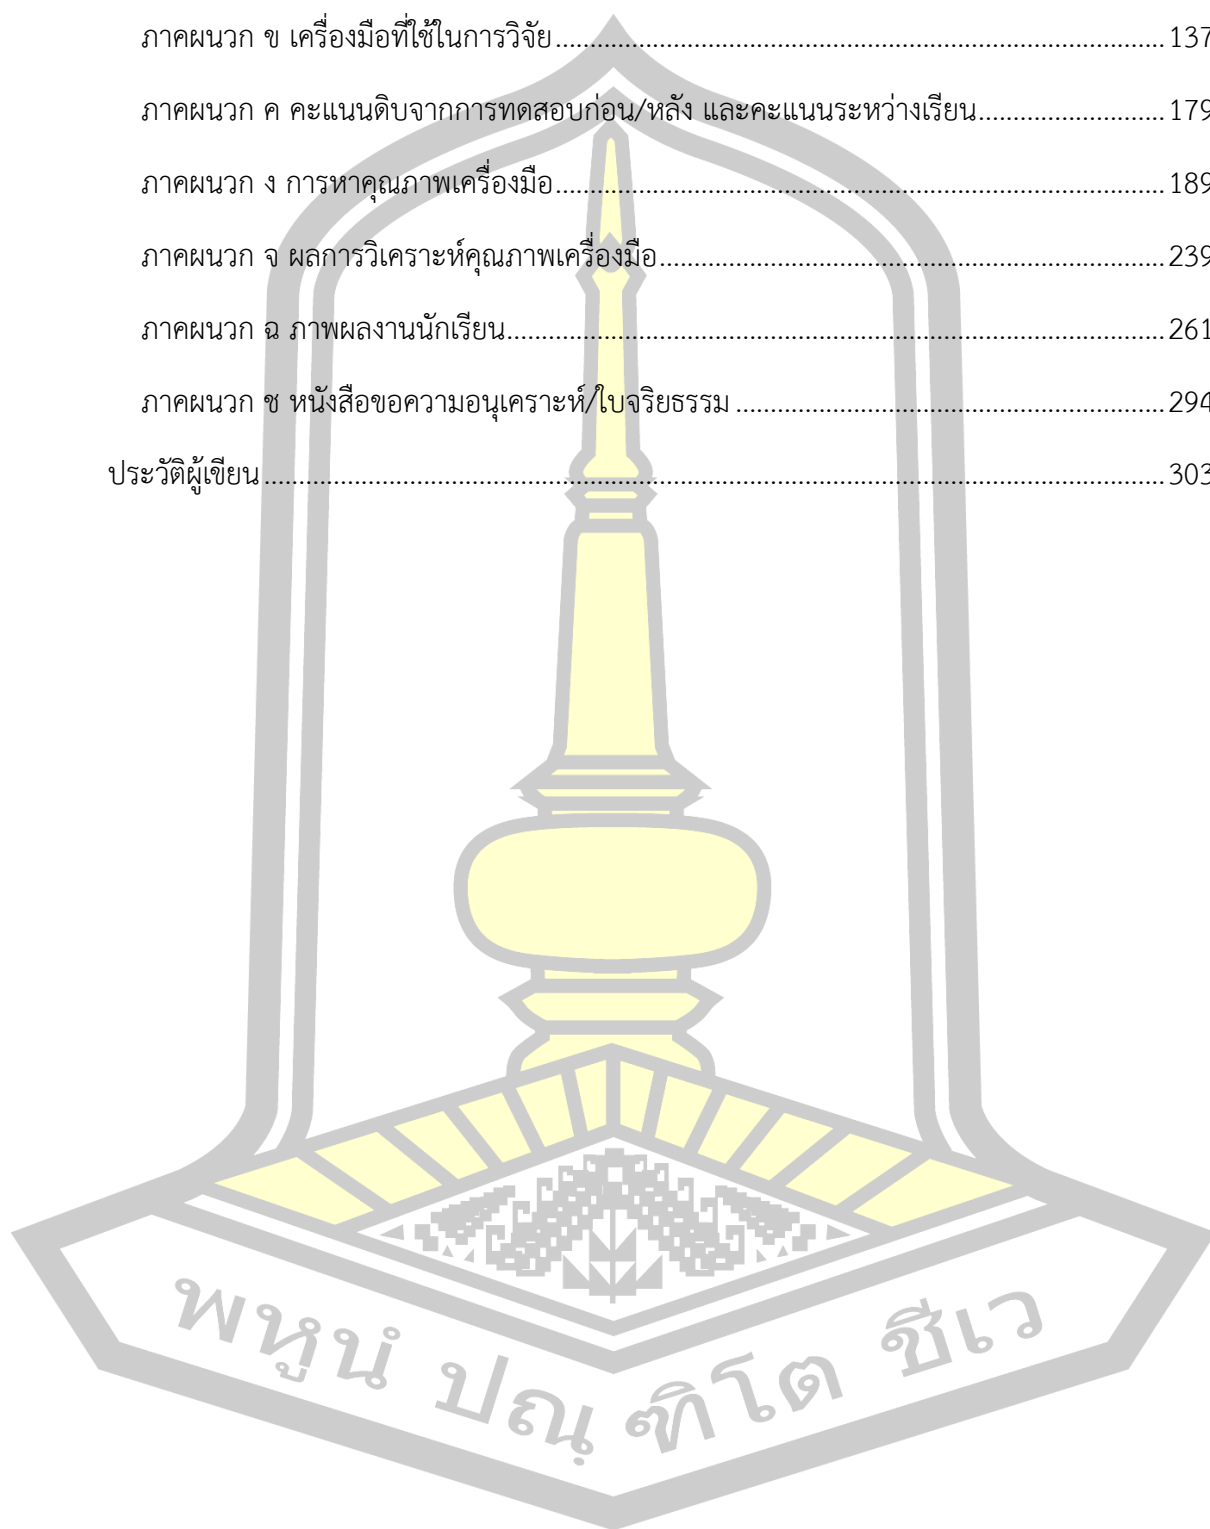 ภาคผนวก ข เครื่องมือที่ใช้ในการวิจัย.......................................................................................... 137
ภาคผนวก ค คะแนนดิบจากการทดสอบก่อน/หลัง และคะแนนระหว่างเรียน........................... 179
ภาคผนวก ง การหาคุณภาพเครื่องมือ.......................................................................................... 189
ภาคผนวก จ ผลการวิเคราะห์คุณภาพเครื่องมือ........................................................................... 239
ภาคผนวก ฉ ภาพผลงานนักเรียน................................................................................................. 261
ภาคผนวก ช หนังสือขอความอนุเคราะห์/ใบจริยธรรม ................................................................ 294
ประวัติผู้เขียน .................................................................................................................................... 303
พหูนํ ปณฺฑิโต ชีเว